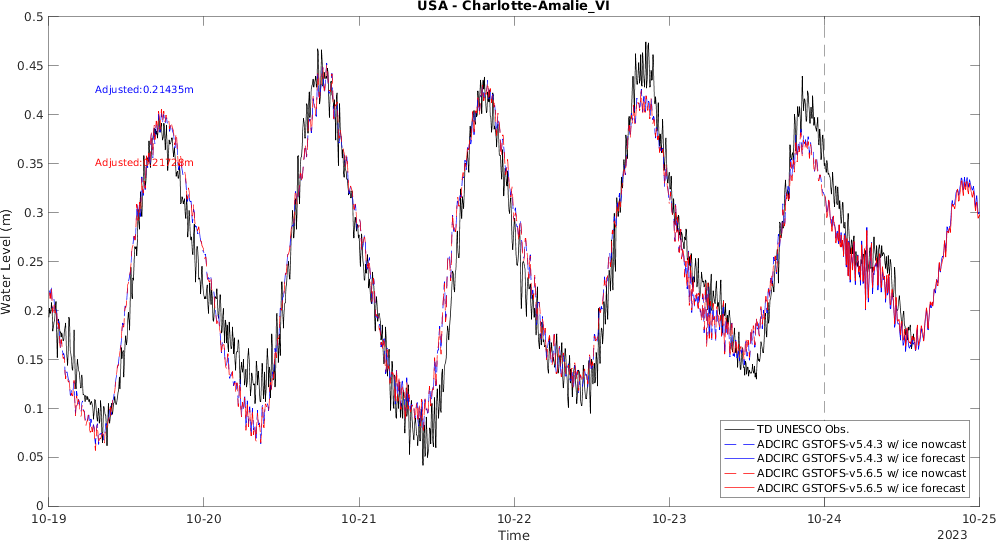 USA - Charlotte-Amalie_VI
0.5
0.45
0.4
0.35
0.3
0.25
0.2
0.15
0.1
0.05
0
Water Level (m)
Adjusted:0.21435m
Adjusted:0.21728m
TD UNESCO Obs.
ADCIRC GSTOFS-v5.4.3 w/ ice nowcast
ADCIRC GSTOFS-v5.4.3 w/ ice forecast
ADCIRC GSTOFS-v5.6.5 w/ ice nowcast
ADCIRC GSTOFS-v5.6.5 w/ ice forecast
10-19 10-20 10-21 10-22 10-23 10-24 10-25
Time
2023